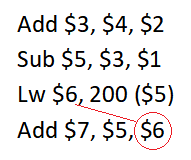 Add $3, $4, $2
Sub $5, $3, $1
Lw $6, 200 ($5)
Add $7, $5, $6